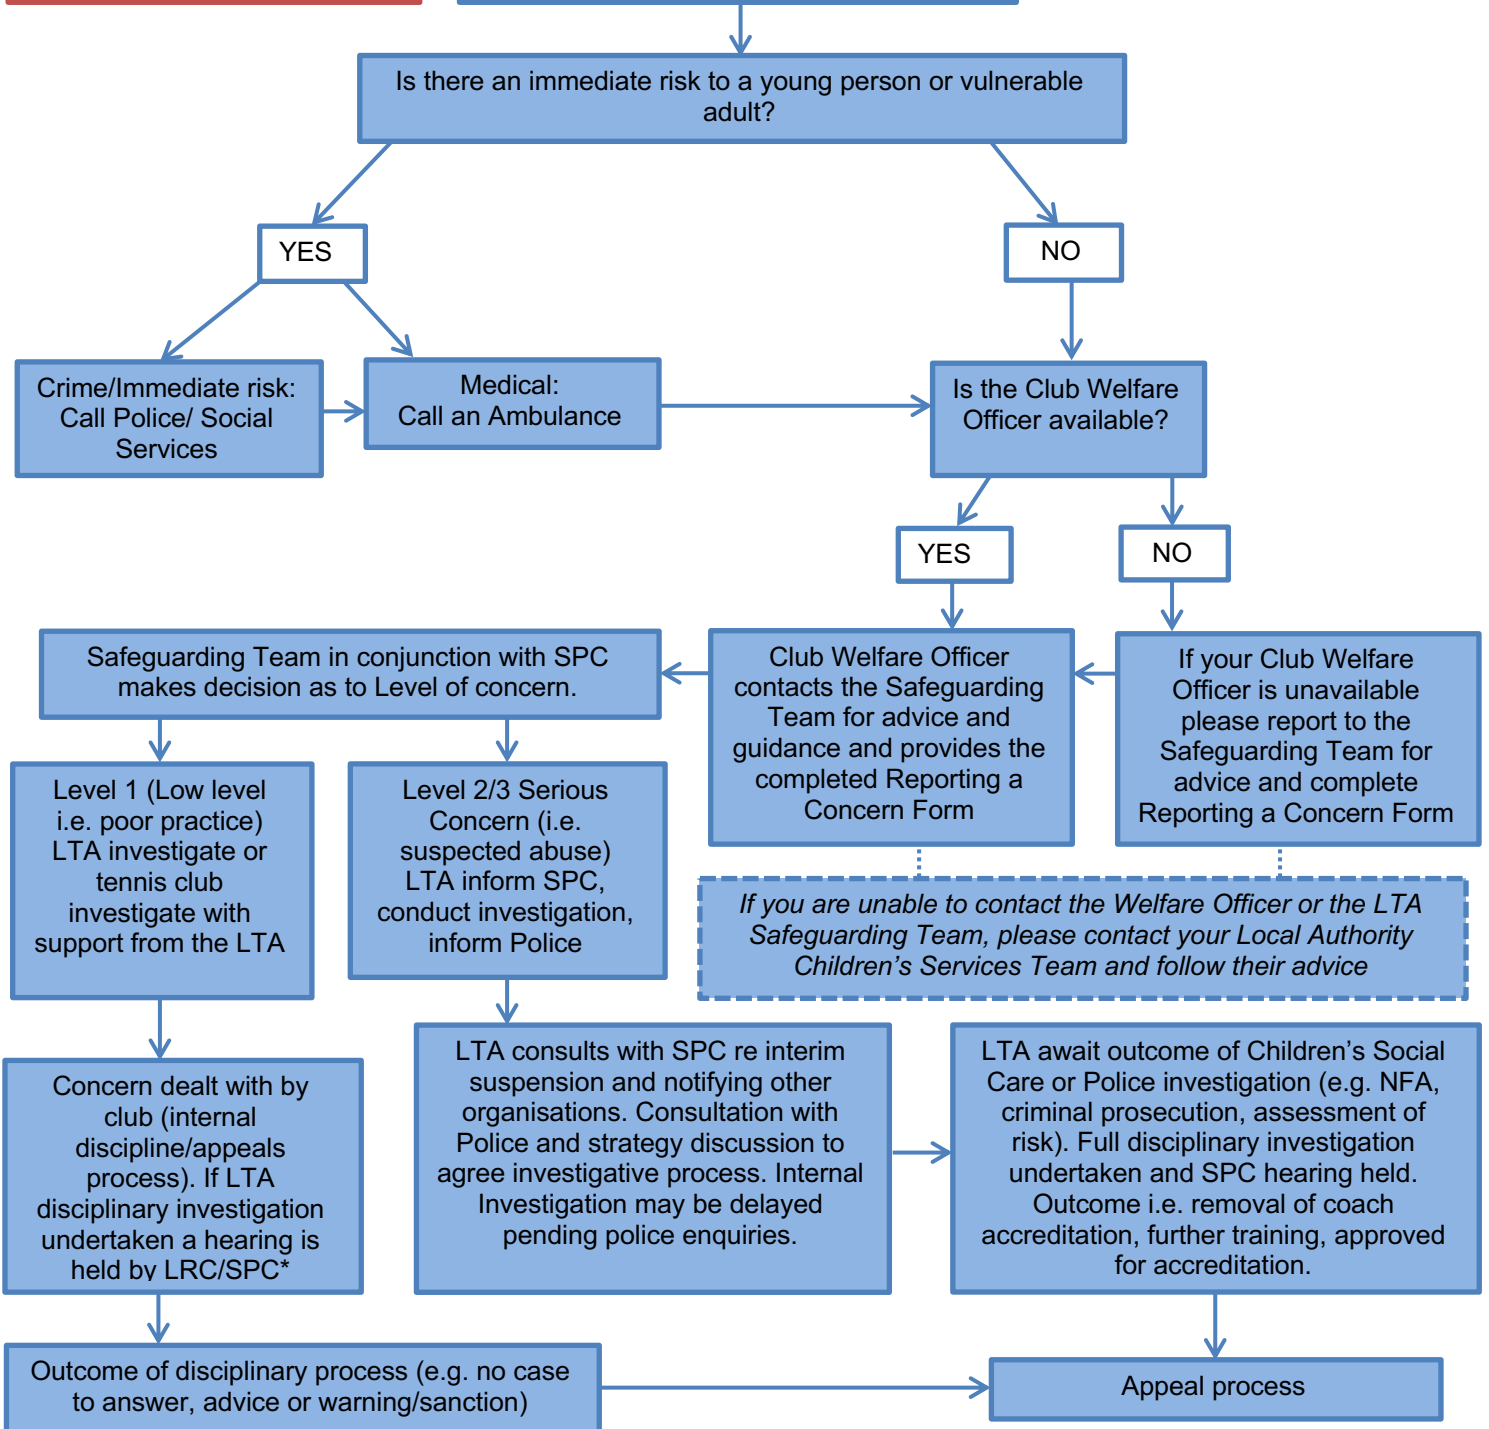 Is there an immediate risk to a young person or vulnerable
adult?
YES
NO
Crime/Immediate risk:
Call Police/ Social
Services
Medical:
Call an Ambulance
Is the Club Welfare
Officer available?
YES
NO
Safeguarding Team in conjunction with SPC
makes decision as to Level of concern.
Club Welfare Officer
contacts the Safeguarding
Team for advice and
guidance and provides the
completed Reporting a
Concern Form
If your Club Welfare
Officer is unavailable
please report to the
Safeguarding Team for
advice and complete
Reporting a Concern Form
Level 1 (Low level
i.e. poor practice)
LTA investigate or
tennis club
investigate with
support from the LTA
Level 2/3 Serious
Concern (i.e.
suspected abuse)
LTA inform SPC,
conduct investigation,
inform Police
If you are unable to contact the Welfare Officer or the LTA
Safeguarding Team, please contact your Local Authority
Children's Services Team and follow their advice
Concern dealt with by
club (internal
discipline/appeals
process). If LTA
disciplinary investigation
undertaken a hearing is
held by LRC/SPC*
LTA consults with SPC re interim
suspension and notifying other
organisations. Consultation with
Police and strategy discussion to
agree investigative process. Internal
Investigation may be delayed
pending police enquiries.
LTA await outcome of Children's Social
Care or Police investigation (e.g. NFA,
criminal prosecution, assessment of
risk). Full disciplinary investigation
undertaken and SPC hearing held.
Outcome i.e. removal of coach
accreditation, further training, approved
for accreditation.
Outcome of disciplinary process (e.g. no case
to answer, advice or warning/sanction)
Appeal process